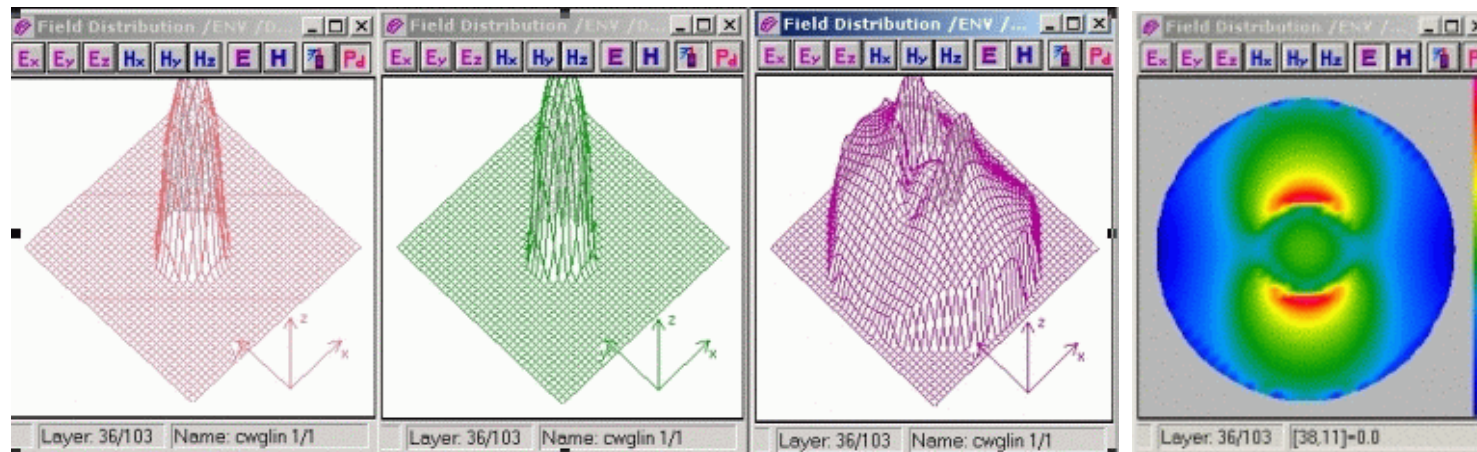 Field Distribution /ENV /D...
Ex Ey Ez Hx Hy Hz E H Pd
z
y x
Layer: 36/103 Name: cwglin 1/1
Field Distribution /ENV /D...
Ex Ey Ez Hx Hy Hz E H Pd
z
y x
Layer: 36/103 Name: cwglin 1/1
Field Distribution /ENV /...
Ex Ey Ez Hx Hy Hz E H Pd
z
x
Layer: 36/103 Name: cwglin 1/1
Field Distribution /ENV /...
Ex Ey Ez Hx Hy Hz E H
Layer: 36/103 [38,11]=0.0